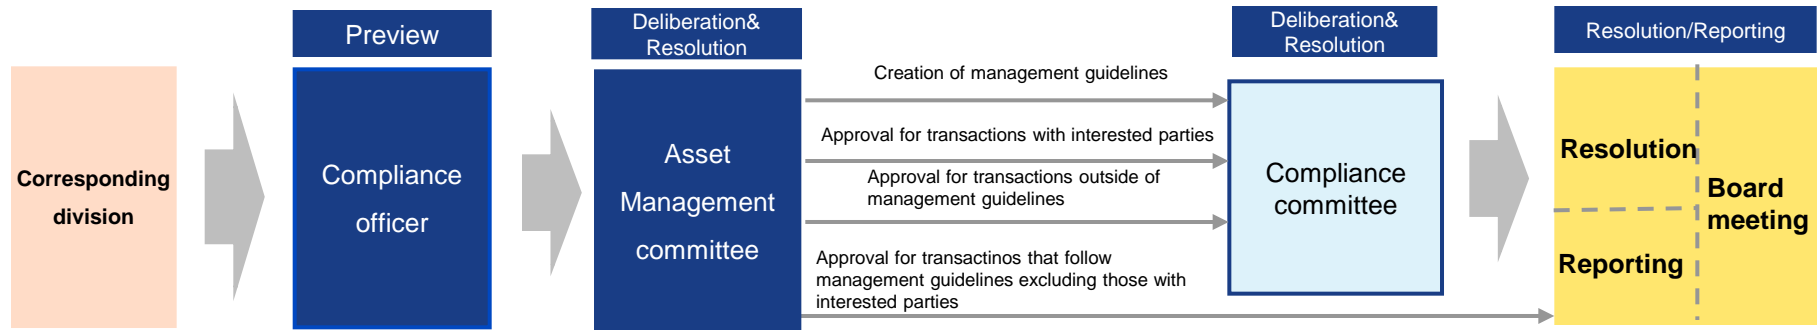 Corresponding
division
Preview
Compliance
officer
Deliberation&
Resolution
Asset
Management
committee
Creation of management guidelines
Approval for transactions with interested parties
Approval for transactions outside of
management guidelines
Approval for transactinos that follow
management guidelines excluding those with
interested parties
Deliberation&
Resolution
Compliance
committee
Resolution/Reporting
Resolution
Reporting
Board
meeting